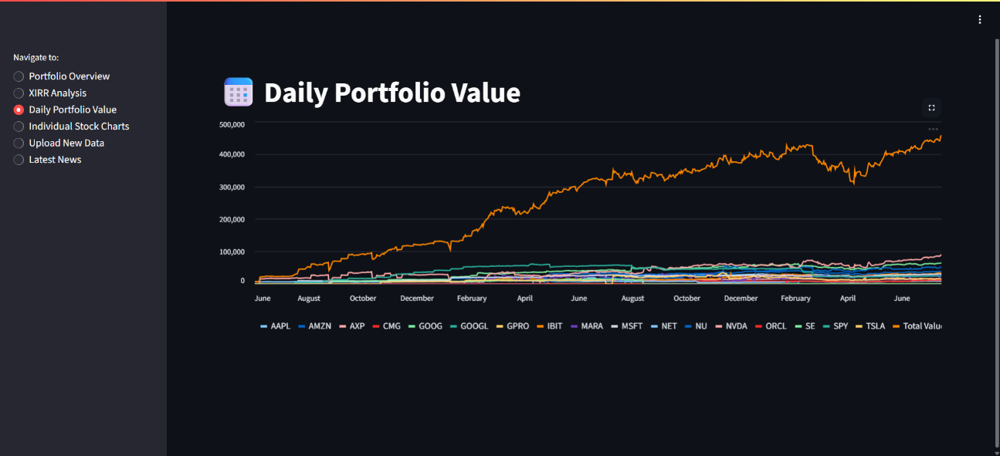 Navigate to:
Portfolio Overview
XIRR Analysis
Daily Portfolio Value
Individual Stock Charts
Upload New Data
Latest News
Daily Portfolio Value
500,000
400,000
300,000
200,000
100,000
0
June August October December February April June August October December February April June
AAPL AMZN AXP CMG GOOG GOOGL GPRO IBIT MARA MSFT NET NU NVDA ORCL SE SPY TSLA Total Valu